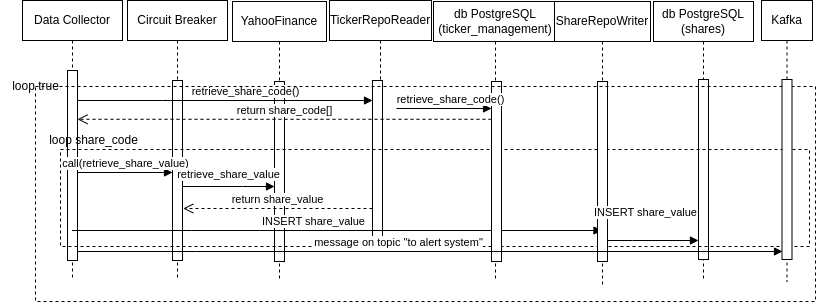 Data Collector
Circuit Breaker
YahooFinance
TickerRepoReader
db PostgreSQL
(ticker_management)
ShareRepoWriter
db PostgreSQL
(shares)
Kafka
loop true
retrieve_share_code()
retrieve_share_code()
return share_code[]
loop share_code
call(retrieve_share_value)
retrieve_share_value
return share_value
INSERT share_value
INSERT share_value
message on topic "to alert system"